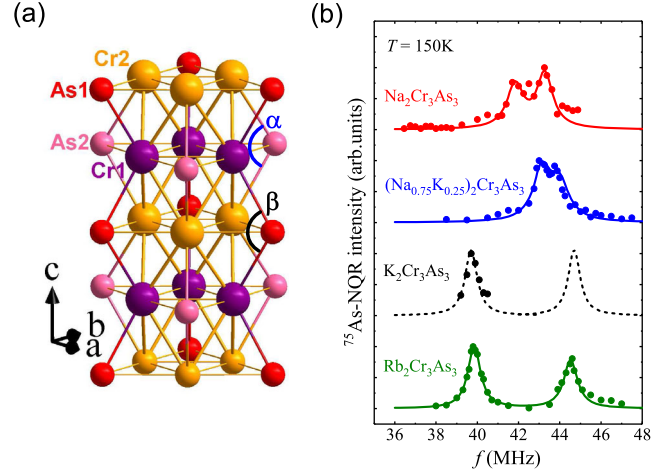 (a)
Cr2
As1
As2
Cr1
α
β
c
b
a
(b)
T = 150K
Na₂Cr₃As₃
(Na₀.₇₅K₀.₂₅)₂Cr₃As₃
K₂Cr₃As₃
Rb₂Cr₃As₃
⁷⁵As-NQR intensity (arb.units)
36 38 40 42 44 46 48
f (MHz)